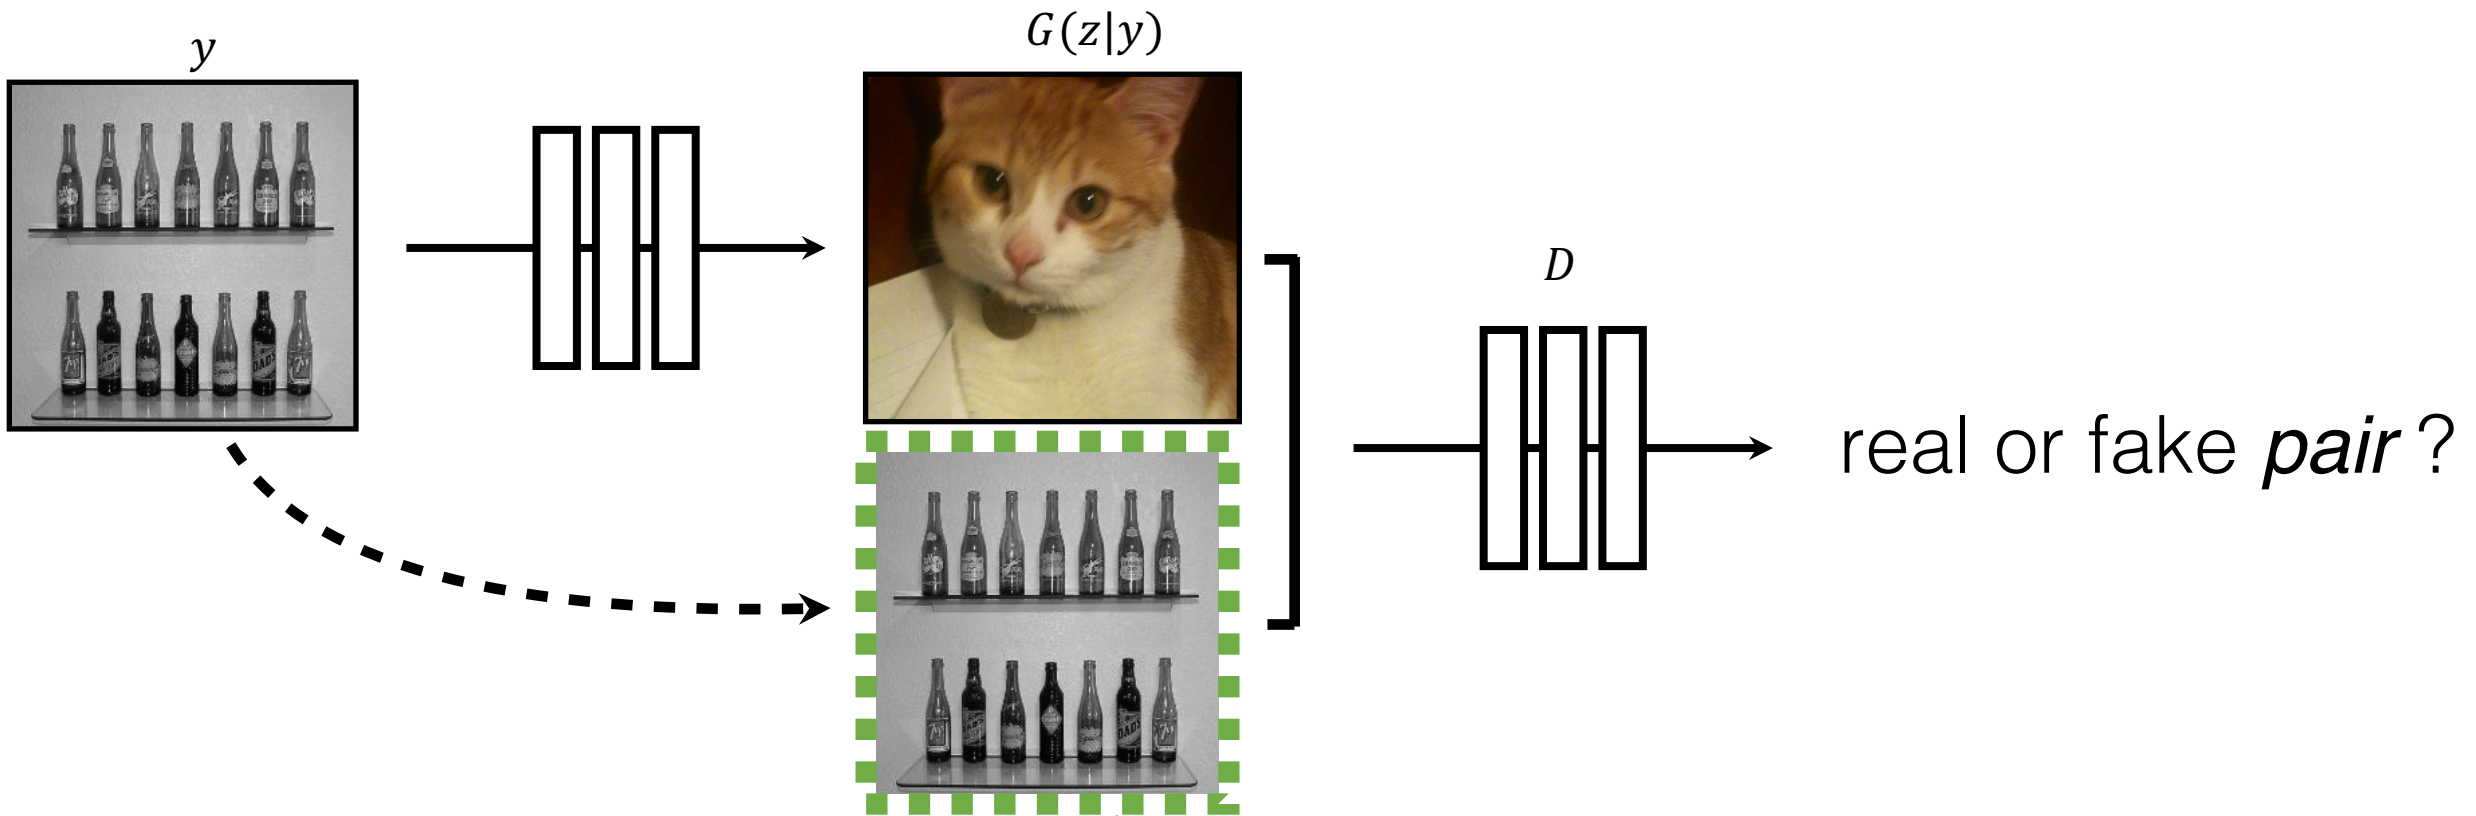 y
G(z|y)
D
real or fake pair ?